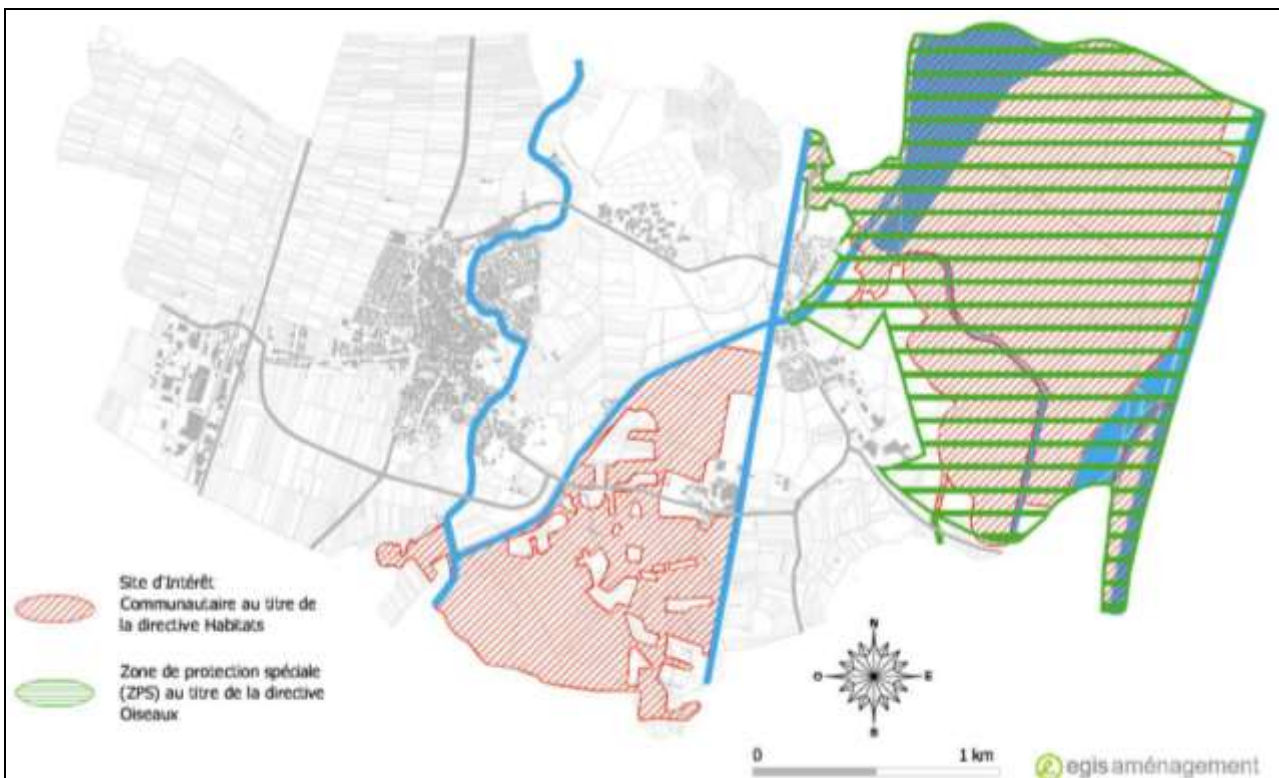 Site d'Intérêt
Communautaire au titre de
la directive Habitats
Zone de protection spéciale
(ZPS) au titre de la directive
Oiseaux
N
O
E
S
0
1 km
egis aménagement